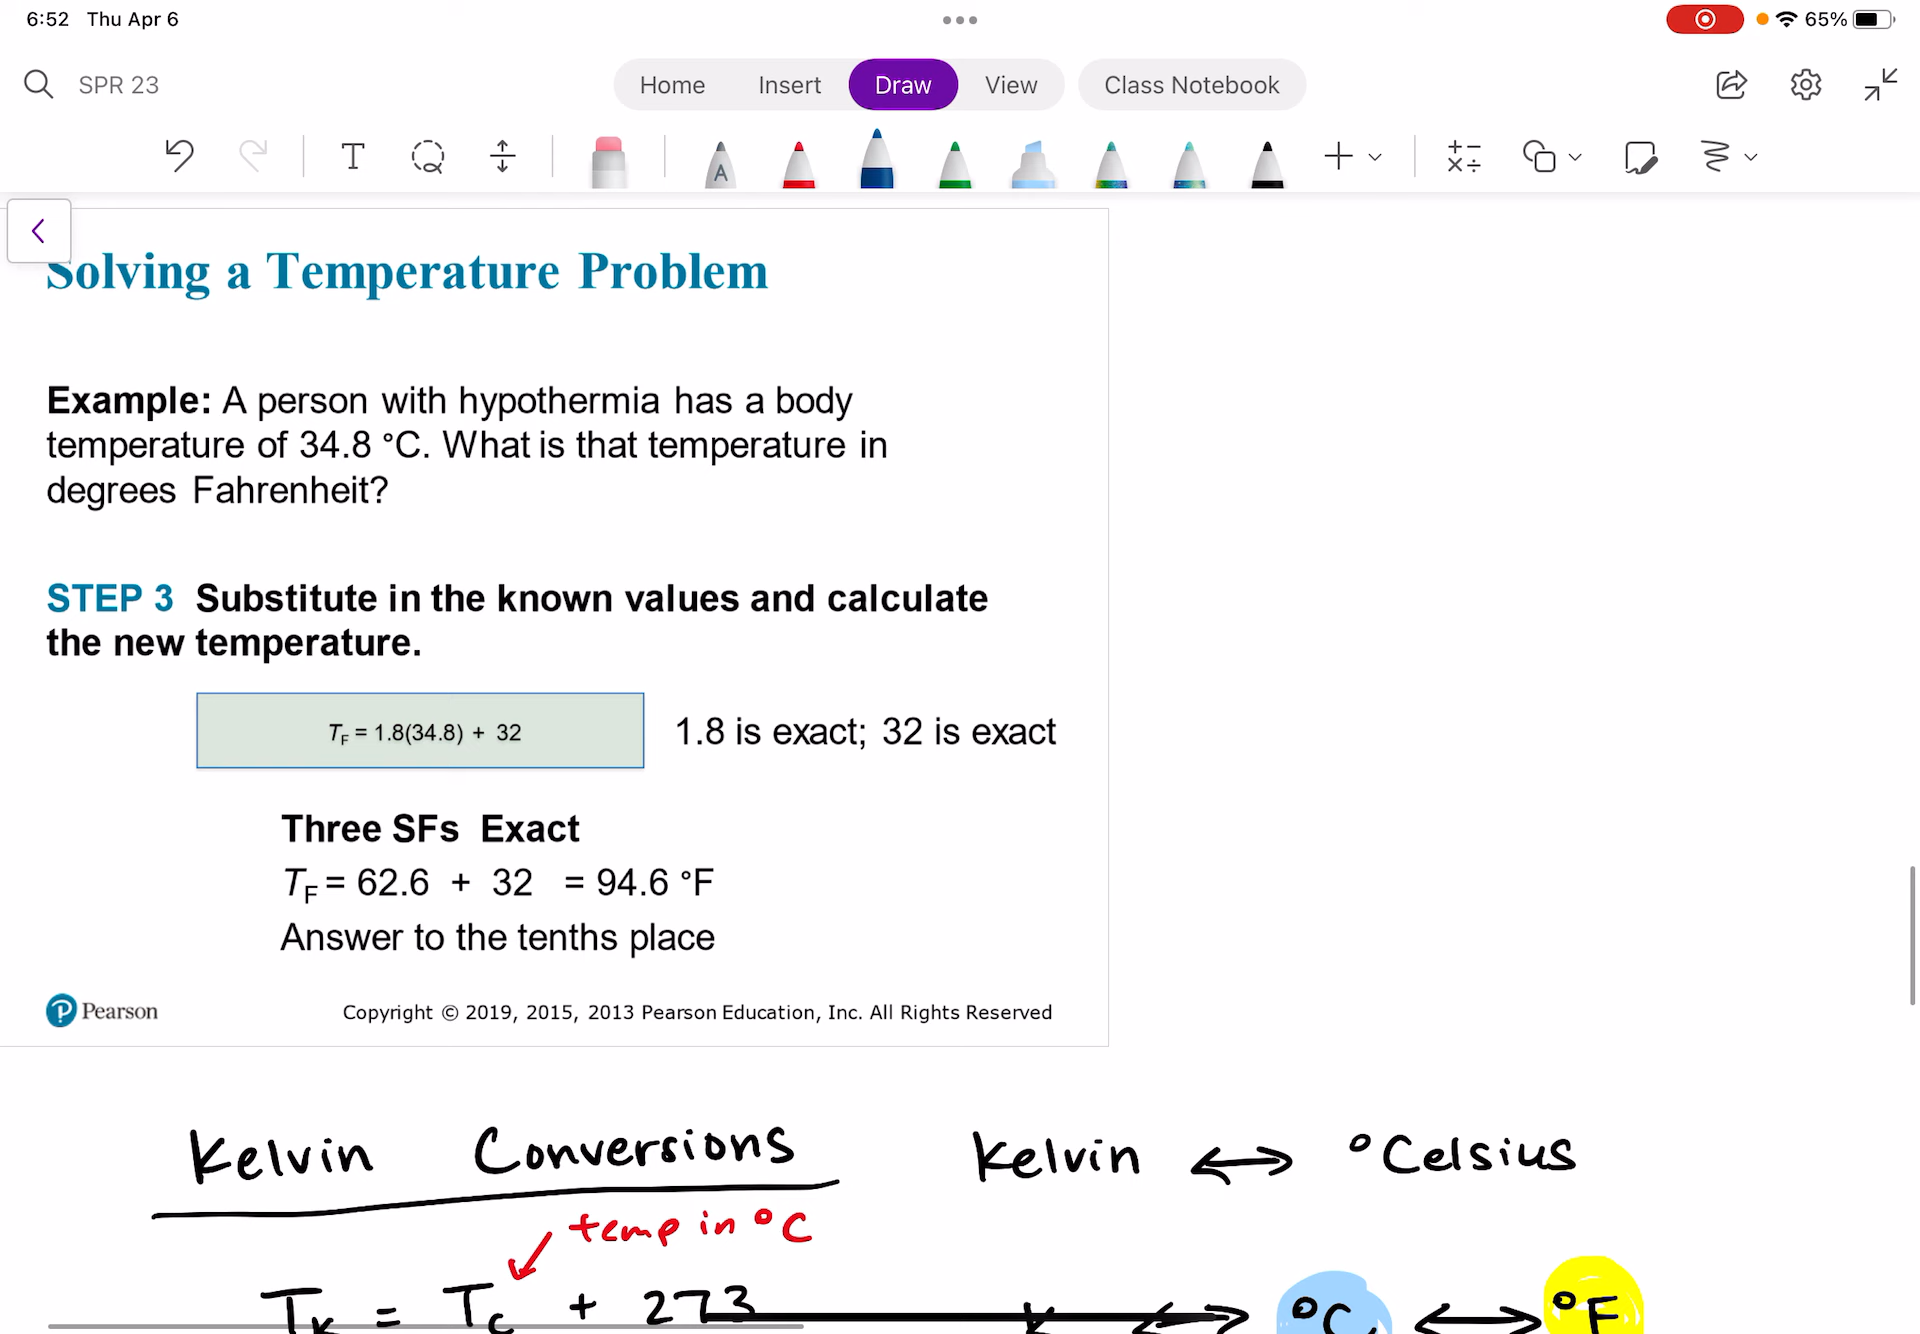 6:52 Thu Apr 6
65%
SPR 23
Home Insert Draw View Class Notebook
T
A
Solving a Temperature Problem
Example: A person with hypothermia has a body
temperature of 34.8 °C. What is that temperature in
degrees Fahrenheit?
STEP 3 Substitute in the known values and calculate
the new temperature.
TF = 1.8(34.8) + 32
1.8 is exact; 32 is exact
Three SFs Exact
TF = 62.6 + 32 = 94.6 °F
Answer to the tenths place
P Pearson
Copyright © 2019, 2015, 2013 Pearson Education, Inc. All Rights Reserved
Kelvin Conversions
Kelvin ↔ °Celsius
temp in °C
TK = Tc + 273
K ↔ °C ↔ °F